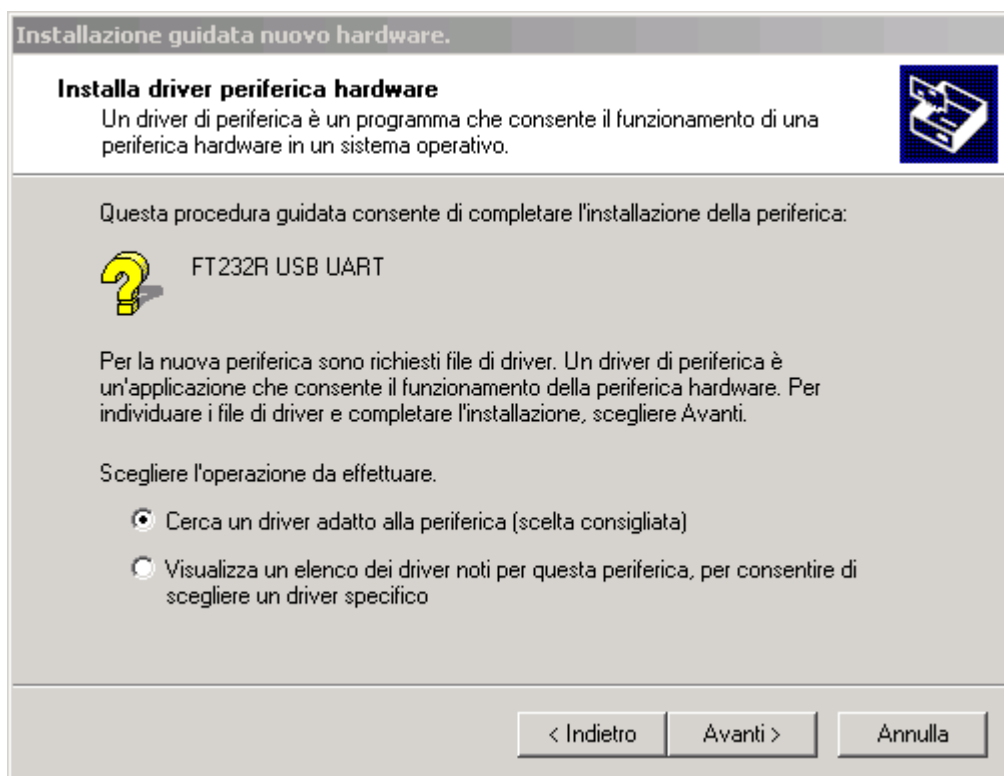 Installazione guidata nuovo hardware.
Installa driver periferica hardware
Un driver di periferica è un programma che consente il funzionamento di una
periferica hardware in un sistema operativo.
Questa procedura guidata consente di completare l'installazione della periferica:
FT232R USB UART
Per la nuova periferica sono richiesti file di driver. Un driver di periferica è
un'applicazione che consente il funzionamento della periferica hardware. Per
individuare i file di driver e completare l'installazione, scegliere Avanti.
Scegliere l'operazione da effettuare.
Cerca un driver adatto alla periferica (scelta consigliata)
Visualizza un elenco dei driver noti per questa periferica, per consentire di
scegliere un driver specifico
< Indietro Avanti > Annulla